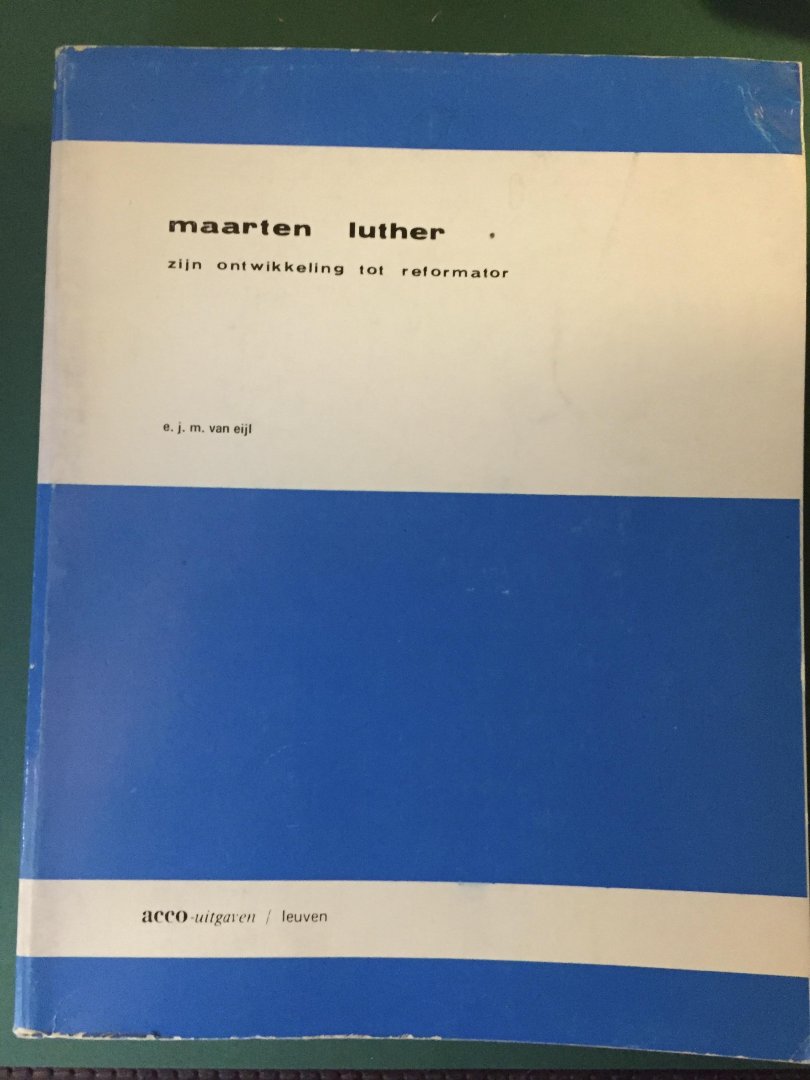 maarten luther
zijn ontwikkeling tot reformator
e. j. m. van eijl
acco-uitgaven / leuven